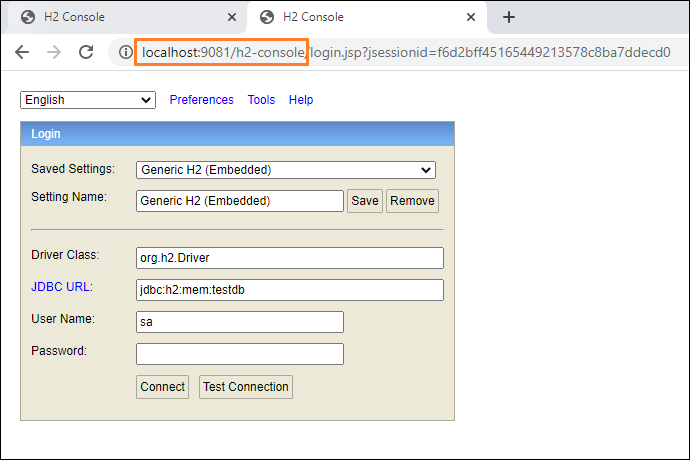 H2 Console
H2 Console
localhost:9081/h2-console/login.jsp?jsessionid=f6d2bff45165449213578c8ba7ddecd0
English Preferences Tools Help
Login
Saved Settings: Generic H2 (Embedded)
Setting Name: Generic H2 (Embedded) Save Remove
Driver Class: org.h2.Driver
JDBC URL: jdbc:h2:mem:testdb
User Name: sa
Password:
Connect Test Connection